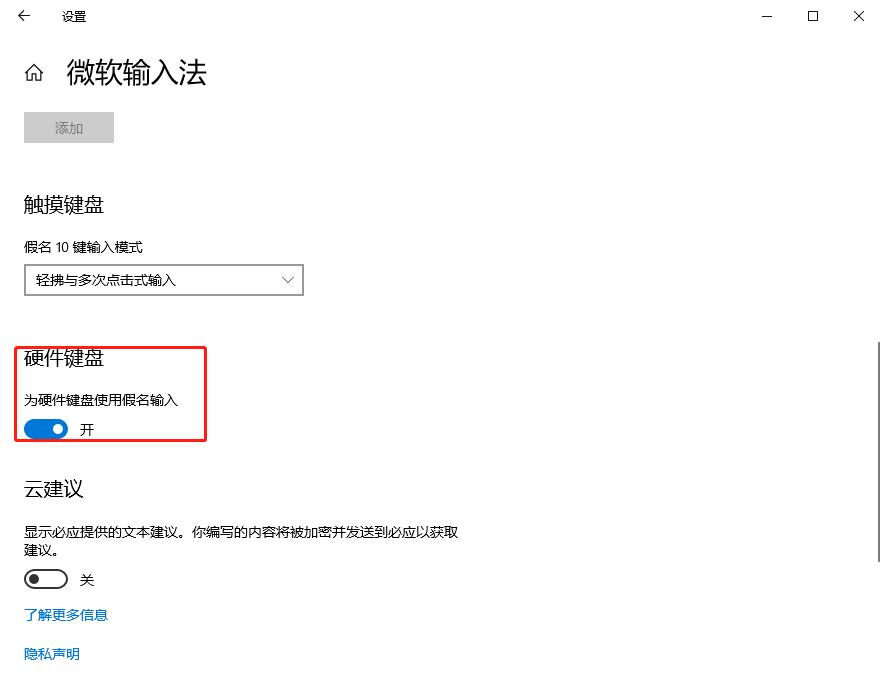 设置
微软输入法
添加
触摸键盘
假名 10 键输入模式
轻拂与多次点击式输入
硬件键盘
为硬件键盘使用假名输入
开
云建议
显示必应提供的文本建议。你编写的内容将被加密并发送到必应以获取
建议。
关
了解更多信息
隐私声明